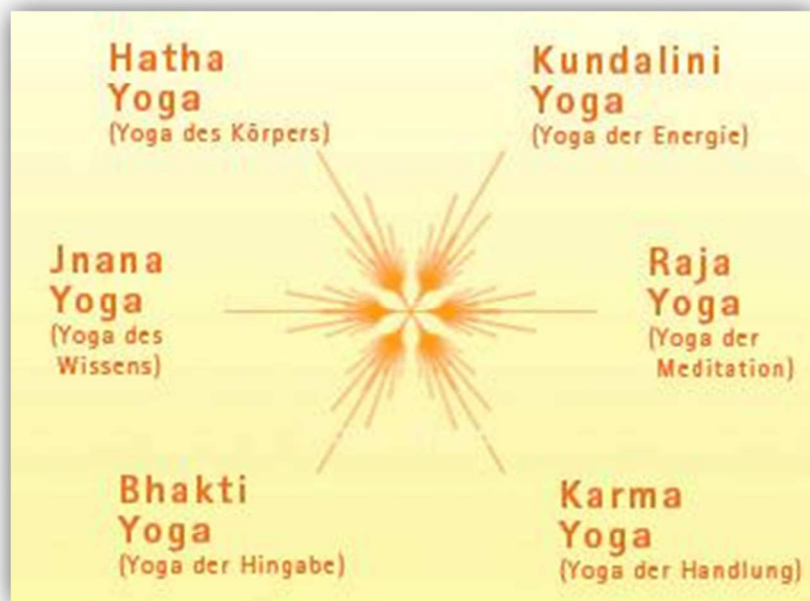 Hatha
Yoga
(Yoga des Körpers)
Kundalini
Yoga
(Yoga der Energie)
Jnana
Yoga
(Yoga des
Wissens)
Raja
Yoga
(Yoga der
Meditation)
Bhakti
Yoga
(Yoga der Hingabe)
Karma
Yoga
(Yoga der Handlung)